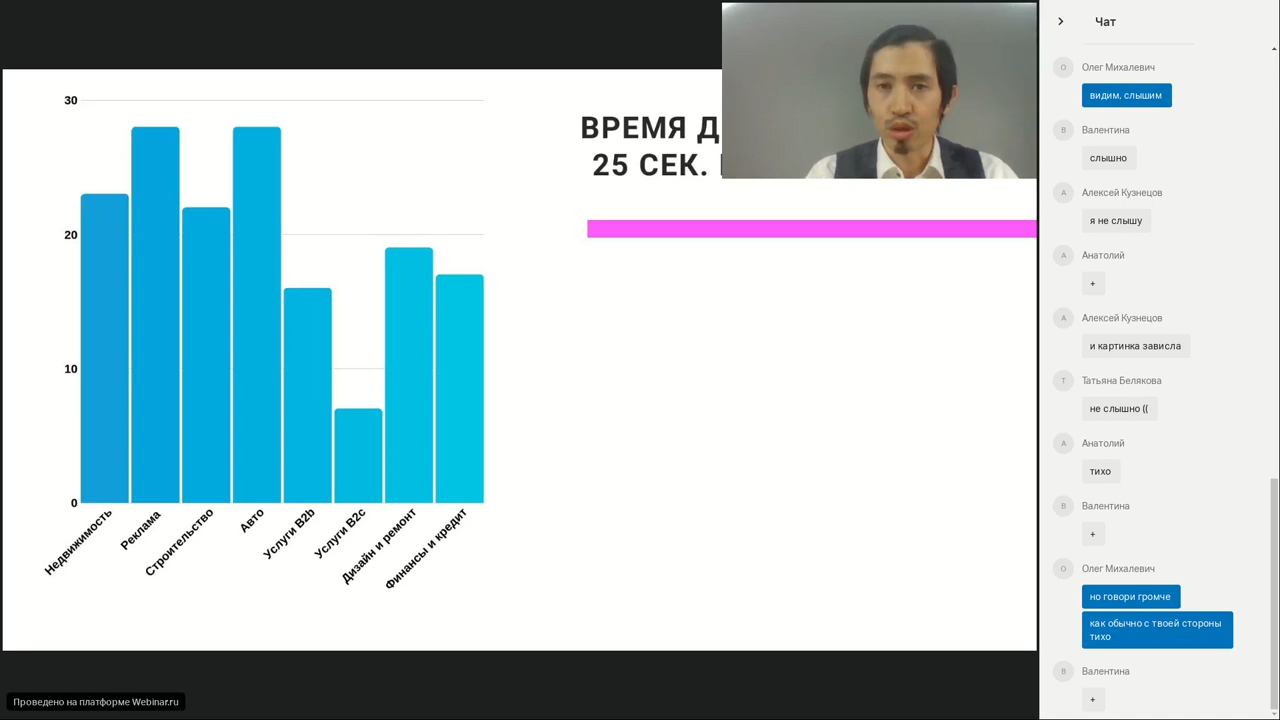 30
20
10
0
Недвижимость
Реклама
Строительство
Авто
Услуги B2b
Услуги B2c
Дизайн и ремонт
Финансы и кредит
ВРЕМЯ Д
25 СЕК.
Проведено на платформе Webinar.ru
Чат
О
Олег Михалевич
видим, слышим
В
Валентина
слышно
А
Алексей Кузнецов
я не слышу
А
Анатолий
+
А
Алексей Кузнецов
и картинка зависла
Т
Татьяна Белякова
не слышно ((
А
Анатолий
тихо
В
Валентина
+
О
Олег Михалевич
но говори громче
как обычно с твоей стороны
тихо
В
Валентина
+